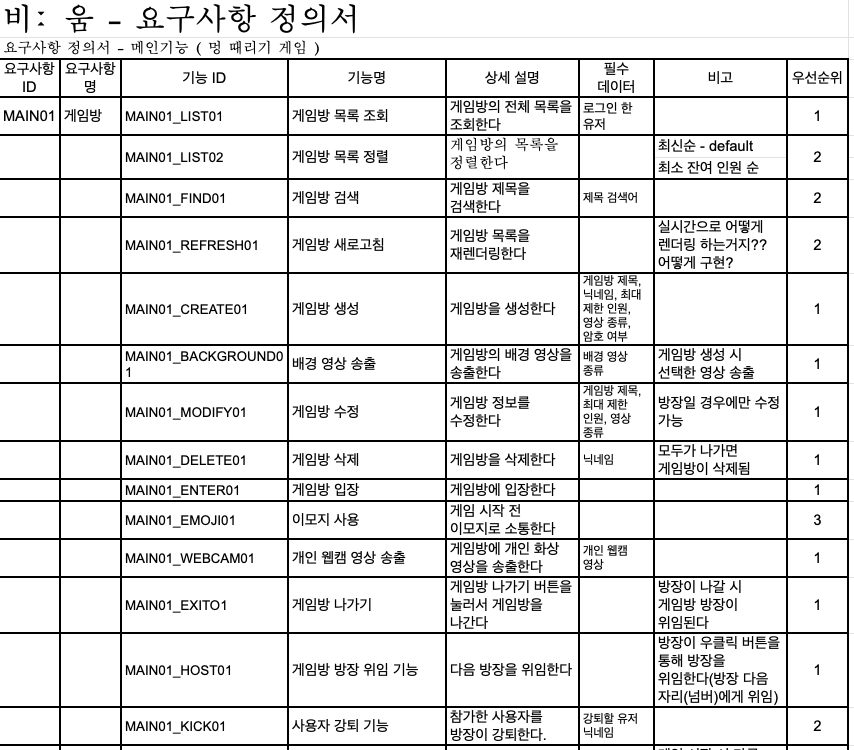 비: 움 - 요구사항 정의서
요구사항 정의서 - 메인기능 ( 멍 때리기 게임 )
요구사항 ID 요구사항명 기능 ID 기능명 상세 설명 필수 데이터 비고 우선순위
MAIN01 게임방 MAIN01_LIST01 게임방 목록 조회 게임방의 전체 목록을 조회한다 로그인 한 유저 1
MAIN01_LIST02 게임방 목록 정렬 게임방의 목록을 정렬한다 최신순 - default 최소 잔여 인원 순 2
MAIN01_FIND01 게임방 검색 게임방 제목을 검색한다 제목 검색어 2
MAIN01_REFRESH01 게임방 새로고침 게임방 목록을 재렌더링한다 실시간으로 어떻게 렌더링 하는거지?? 어떻게 구현? 2
MAIN01_CREATE01 게임방 생성 게임방을 생성한다 게임방 제목, 닉네임, 최대 제한 인원, 영상 종류, 암호 여부 1
MAIN01_BACKGROUND01 배경 영상 송출 게임방의 배경 영상을 송출한다 배경 영상 종류 게임방 생성 시 선택한 영상 송출 1
MAIN01_MODIFY01 게임방 수정 게임방 정보를 수정한다 게임방 제목, 최대 제한 인원, 영상 종류 방장일 경우에만 수정 가능 1
MAIN01_DELETE01 게임방 삭제 게임방을 삭제한다 닉네임 모두가 나가면 게임방이 삭제됨 1
MAIN01_ENTER01 게임방 입장 게임방에 입장한다 1
MAIN01_EMOJI01 이모지 사용 게임 시작 전 이모지로 소통한다 3
MAIN01_WEBCAM01 개인 웹캠 영상 송출 게임방에 개인 화상 영상을 송출한다 개인 웹캠 영상 1
MAIN01_EXITO1 게임방 나가기 게임방 나가기 버튼을 눌러서 게임방을 나간다 방장이 나갈 시 게임방 방장이 위임된다 1
MAIN01_HOST01 게임방 방장 위임 기능 다음 방장을 위임한다 방장이 우클릭 버튼을 통해 방장을 위임한다(방장 다음 자리(넘버)에게 위임) 1
MAIN01_KICK01 사용자 강퇴 기능 참가한 사용자를 방장이 강퇴한다. 강퇴할 유저 닉네임 2